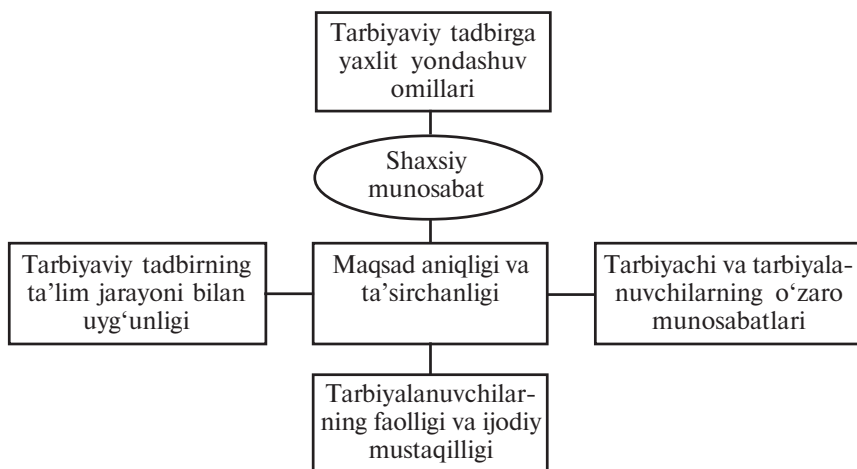 Tarbiyaviy tadbirga
yaxlit yondashuv
omillari
Shaxsiy
munosabat
Tarbiyaviy tadbirning
ta’lim jarayoni bilan
uyg‘unligi
Maqsad aniqligi va
ta’sirchanligi
Tarbiyachi va tarbiyala-
nuvchilarning o‘zaro
munosabatlari
Tarbiyalanuvchilar-
ning faolligi va ijodiy
mustaqilligi